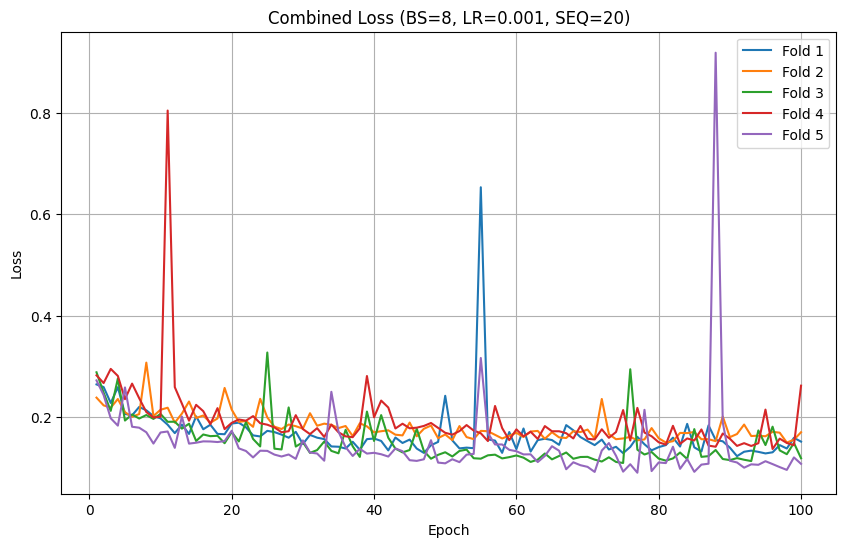 Combined Loss (BS=8, LR=0.001, SEQ=20)
Fold 1
Fold 2
Fold 3
Fold 4
Fold 5
0.8
0.6
0.4
0.2
Loss
0 20 40 60 80 100
Epoch